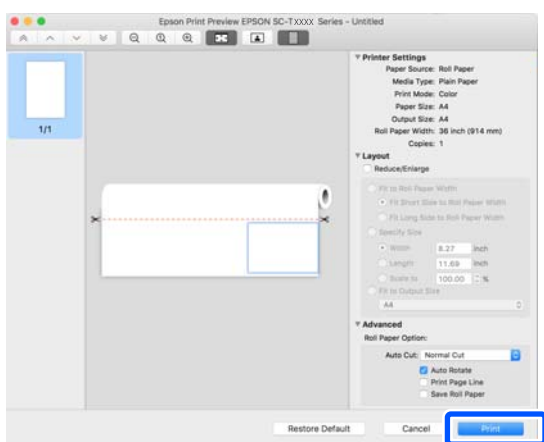 Epson Print Preview EPSON SC-TXXXX Series - Untitled
1/1
Printer Settings
Paper Source: Roll Paper
Media Type: Plain Paper
Print Mode: Color
Paper Size: A4
Output Size: A4
Roll Paper Width: 36 inch (914 mm)
Copies: 1
Layout
Reduce/Enlarge
Fit to Roll Paper Width
Fit Short Side to Roll Paper Width
Fit Long Side to Roll Paper Width
Specify Size
Width 8.27 inch
Length 11.69 inch
Scale to 100.00 %
Fit to Output Size
A4
Advanced
Roll Paper Option:
Auto Cut: Normal Cut
Auto Rotate
Print Page Line
Save Roll Paper
Restore Default Cancel Print